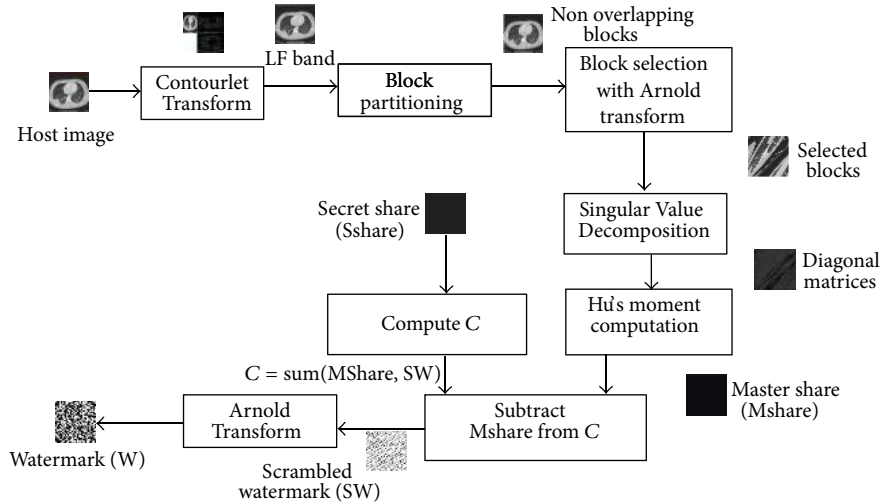 Host image
Contourlet
Transform
LF band
Block
partitioning
Non overlapping
blocks
Block selection
with Arnold
transform
Selected
blocks
Singular Value
Decomposition
Diagonal
matrices
Hu's moment
computation
Master share
(Mshare)
Secret share
(Sshare)
Compute C
C = sum(MShare, SW)
Subtract
Mshare from C
Scrambled
watermark (SW)
Arnold
Transform
Watermark (W)